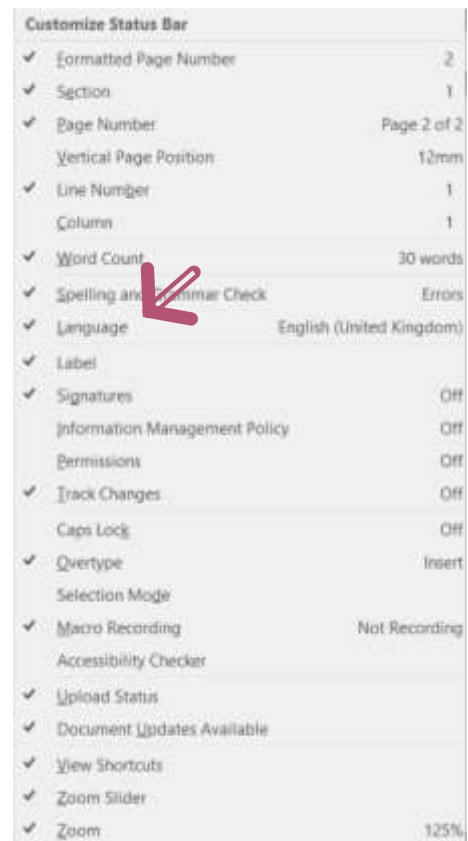 Customize Status Bar
✓ Formatted Page Number 2
✓ Section 1
✓ Page Number Page 2 of 2
Vertical Page Position 12mm
✓ Line Number 1
Column 1
✓ Word Count 30 words
✓ Spelling and Grammar Check Errors
✓ Language English (United Kingdom)
✓ Label
✓ Signatures Off
Information Management Policy Off
Permissions Off
✓ Track Changes Off
Caps Lock Off
✓ Overtype Insert
Selection Mode
✓ Macro Recording Not Recording
Accessibility Checker
✓ Upload Status
✓ Document Updates Available
✓ View Shortcuts
✓ Zoom Slider
✓ Zoom 125%